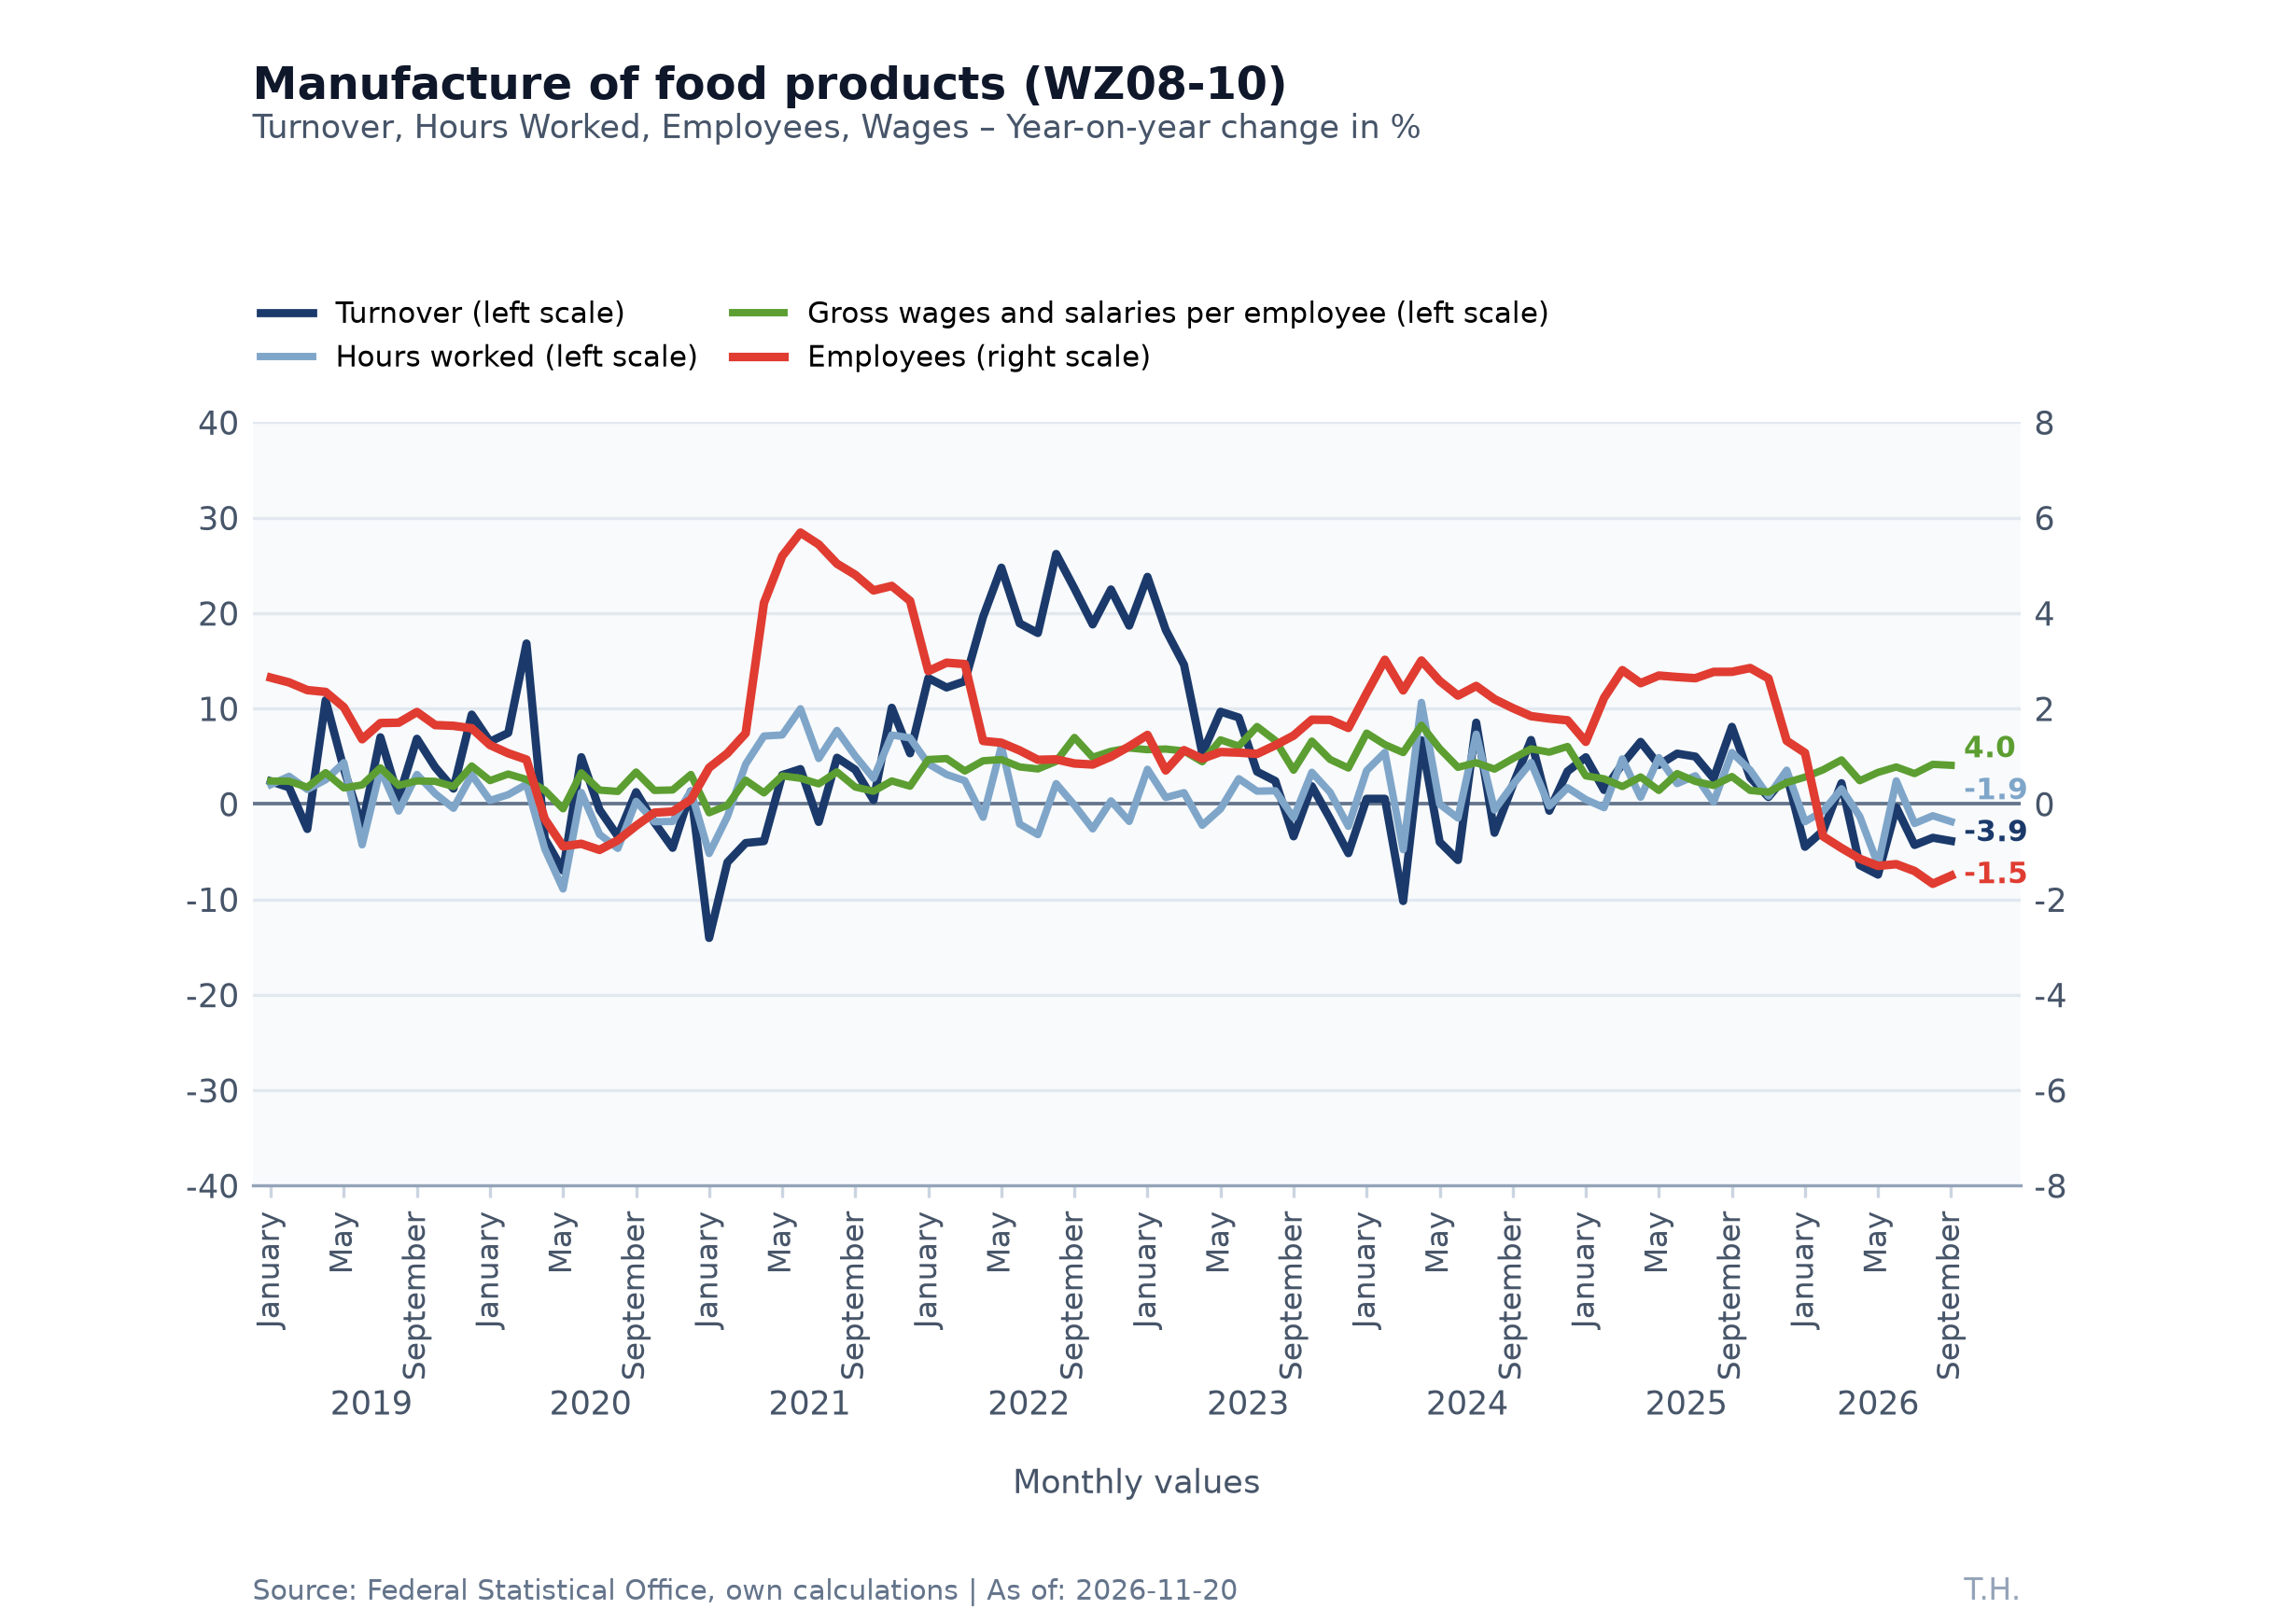 Manufacture of food products (WZ08-10)
Turnover, Hours Worked, Employees, Wages – Year-on-year change in %
Turnover (left scale)
Hours worked (left scale)
Gross wages and salaries per employee (left scale)
Employees (right scale)
40
30
20
10
0
-10
-20
-30
-40
8
6
4
2
0
-2
-4
-6
-8
4.0
-1.9
-3.9
-1.5
January
May
September
January
May
September
January
May
September
January
May
September
January
May
September
January
May
September
January
May
September
January
May
September
2019
2020
2021
2022
2023
2024
2025
2026
Monthly values
Source: Federal Statistical Office, own calculations | As of: 2026-11-20
T.H.